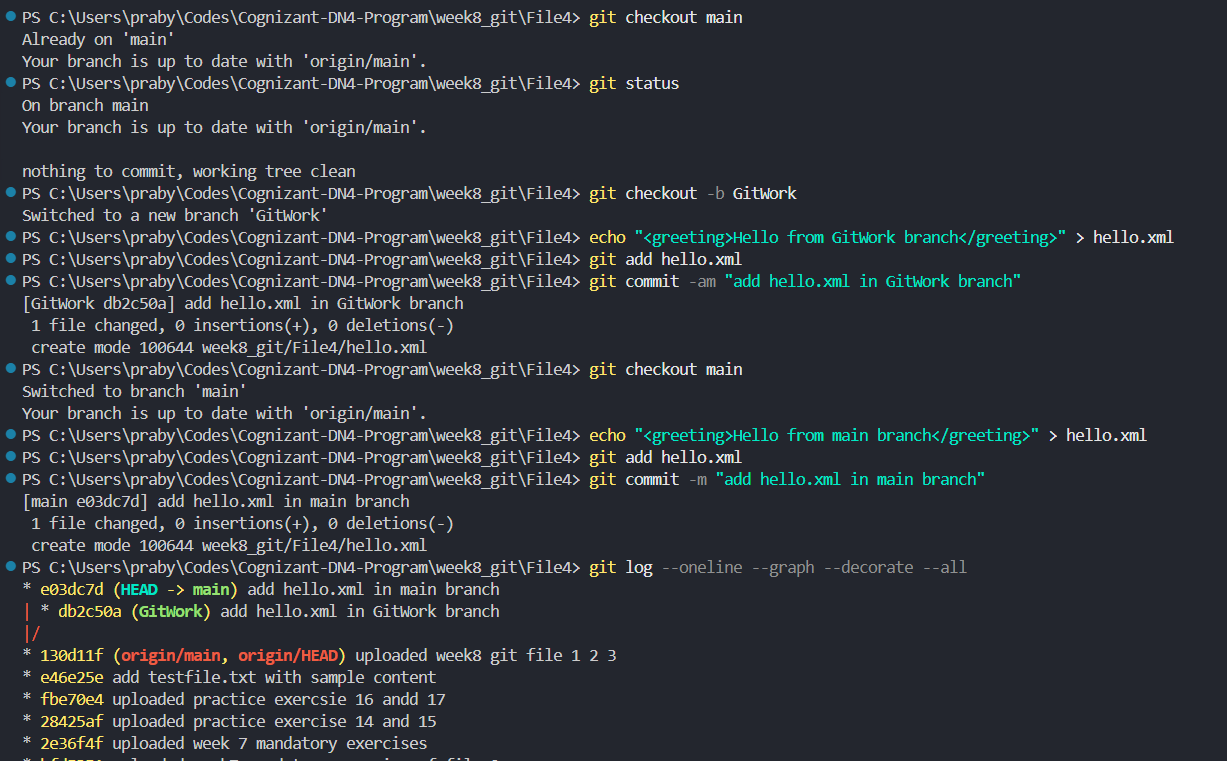 PS C:\Users\praby\Codes\Cognizant-DN4-Program\week8_git\File4> git checkout main
Already on 'main'
Your branch is up to date with 'origin/main'.
PS C:\Users\praby\Codes\Cognizant-DN4-Program\week8_git\File4> git status
On branch main
Your branch is up to date with 'origin/main'.
nothing to commit, working tree clean
PS C:\Users\praby\Codes\Cognizant-DN4-Program\week8_git\File4> git checkout -b GitWork
Switched to a new branch 'GitWork'
PS C:\Users\praby\Codes\Cognizant-DN4-Program\week8_git\File4> echo "<greeting>Hello from GitWork branch</greeting>" > hello.xml
PS C:\Users\praby\Codes\Cognizant-DN4-Program\week8_git\File4> git add hello.xml
PS C:\Users\praby\Codes\Cognizant-DN4-Program\week8_git\File4> git commit -am "add hello.xml in GitWork branch"
[GitWork db2c50a] add hello.xml in GitWork branch
 1 file changed, 0 insertions(+), 0 deletions(-)
 create mode 100644 week8_git/File4/hello.xml
PS C:\Users\praby\Codes\Cognizant-DN4-Program\week8_git\File4> git checkout main
Switched to branch 'main'
Your branch is up to date with 'origin/main'.
PS C:\Users\praby\Codes\Cognizant-DN4-Program\week8_git\File4> echo "<greeting>Hello from main branch</greeting>" > hello.xml
PS C:\Users\praby\Codes\Cognizant-DN4-Program\week8_git\File4> git add hello.xml
PS C:\Users\praby\Codes\Cognizant-DN4-Program\week8_git\File4> git commit -m "add hello.xml in main branch"
[main e03dc7d] add hello.xml in main branch
 1 file changed, 0 insertions(+), 0 deletions(-)
 create mode 100644 week8_git/File4/hello.xml
PS C:\Users\praby\Codes\Cognizant-DN4-Program\week8_git\File4> git log --oneline --graph --decorate --all
* e03dc7d (HEAD -> main) add hello.xml in main branch
| * db2c50a (GitWork) add hello.xml in GitWork branch
|/
* 130d11f (origin/main, origin/HEAD) uploaded week8 git file 1 2 3
* e46e25e add testfile.txt with sample content
* fbe70e4 uploaded practice exercsie 16 andd 17
* 28425af uploaded practice exercise 14 and 15
* 2e36f4f uploaded week 7 mandatory exercises